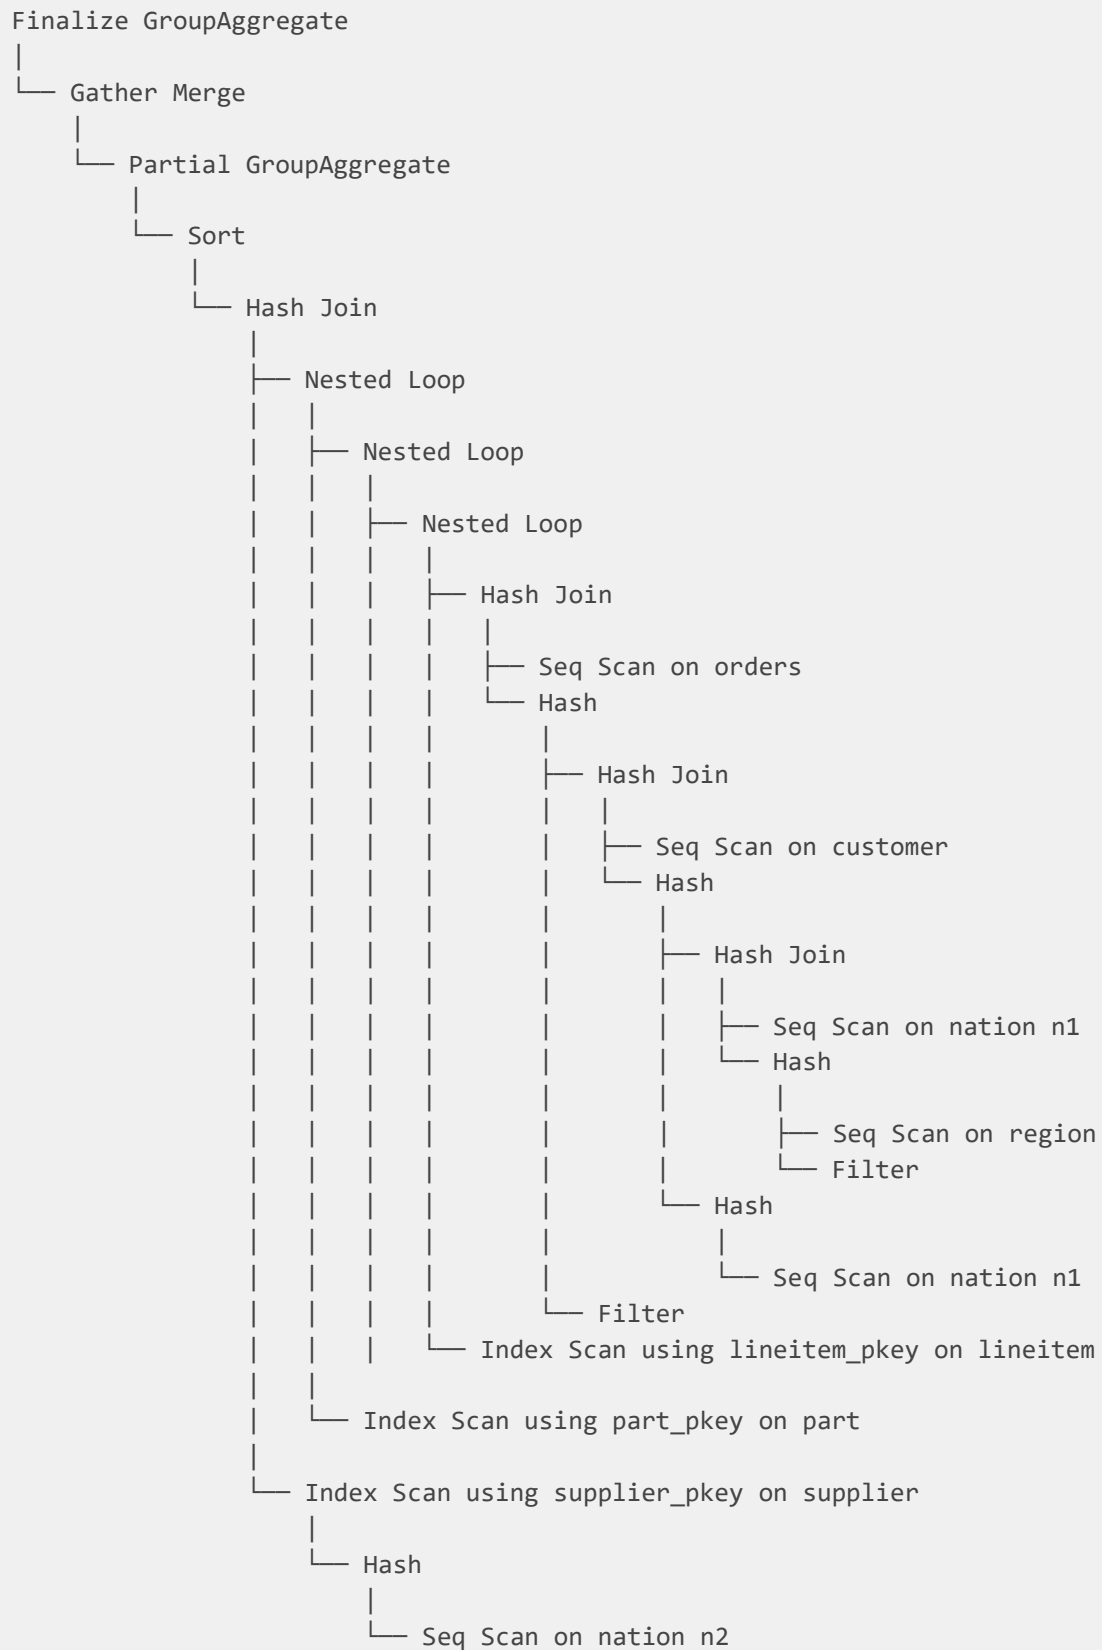 Finalize GroupAggregate
Gather Merge
Partial GroupAggregate
Sort
Hash Join
Nested Loop
Nested Loop
Nested Loop
Hash Join
Seq Scan on orders
Hash
Hash Join
Seq Scan on customer
Hash
Hash Join
Seq Scan on nation n1
Hash
Seq Scan on region
Filter
Hash
Seq Scan on nation n1
Filter
Index Scan using lineitem_pkey on lineitem
Index Scan using part_pkey on part
Index Scan using supplier_pkey on supplier
Hash
Seq Scan on nation n2